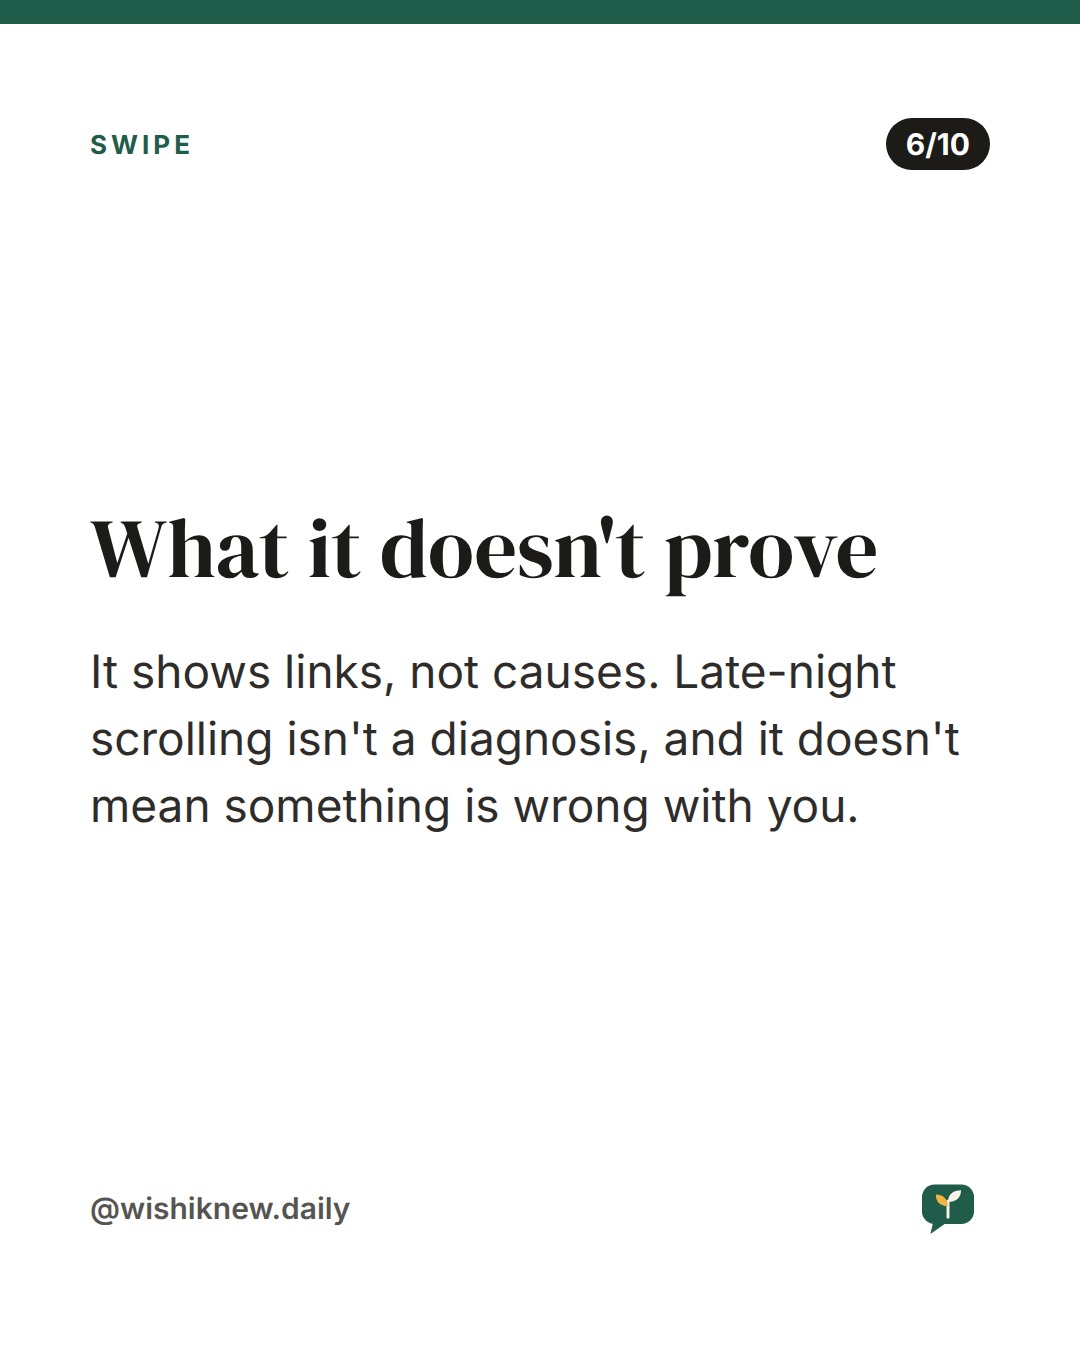 SWIPE
6/10
What it doesn't prove
It shows links, not causes. Late-night
scrolling isn't a diagnosis, and it doesn't
mean something is wrong with you.
@wishiknew.daily